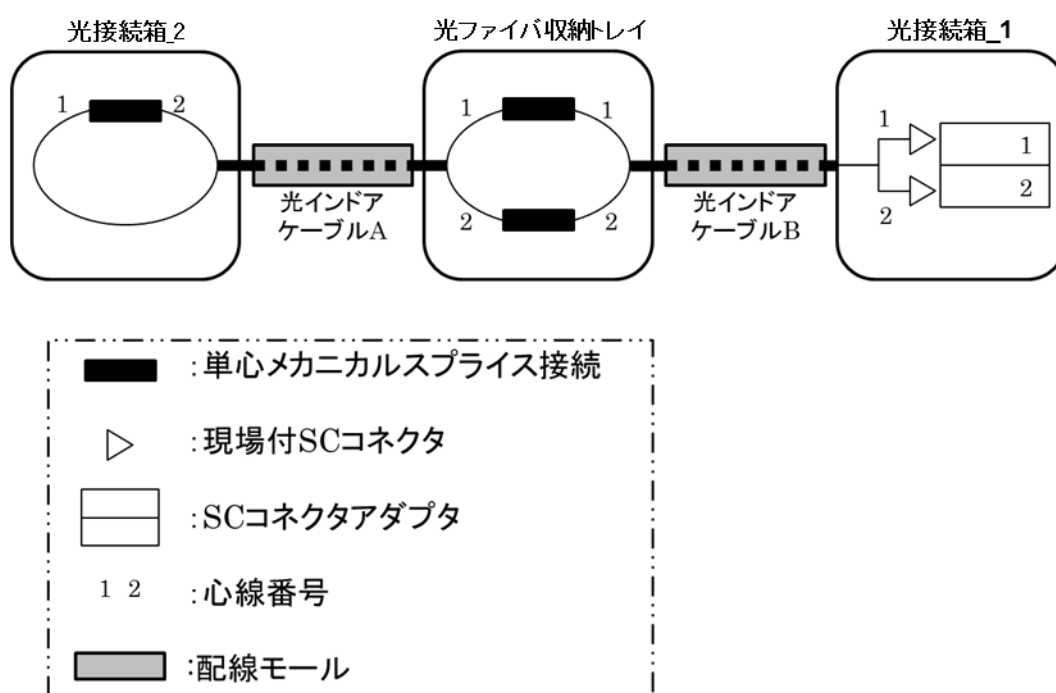 光接続箱_2
光ファイバ収納トレイ
光接続箱_1
1 2
1 1
2 2
1
2
1
2
光インドア
ケーブルA
光インドア
ケーブルB
:単心メカニカルスプライス接続
:現場付SCコネクタ
:SCコネクタアダプタ
1 2 :心線番号
:配線モール